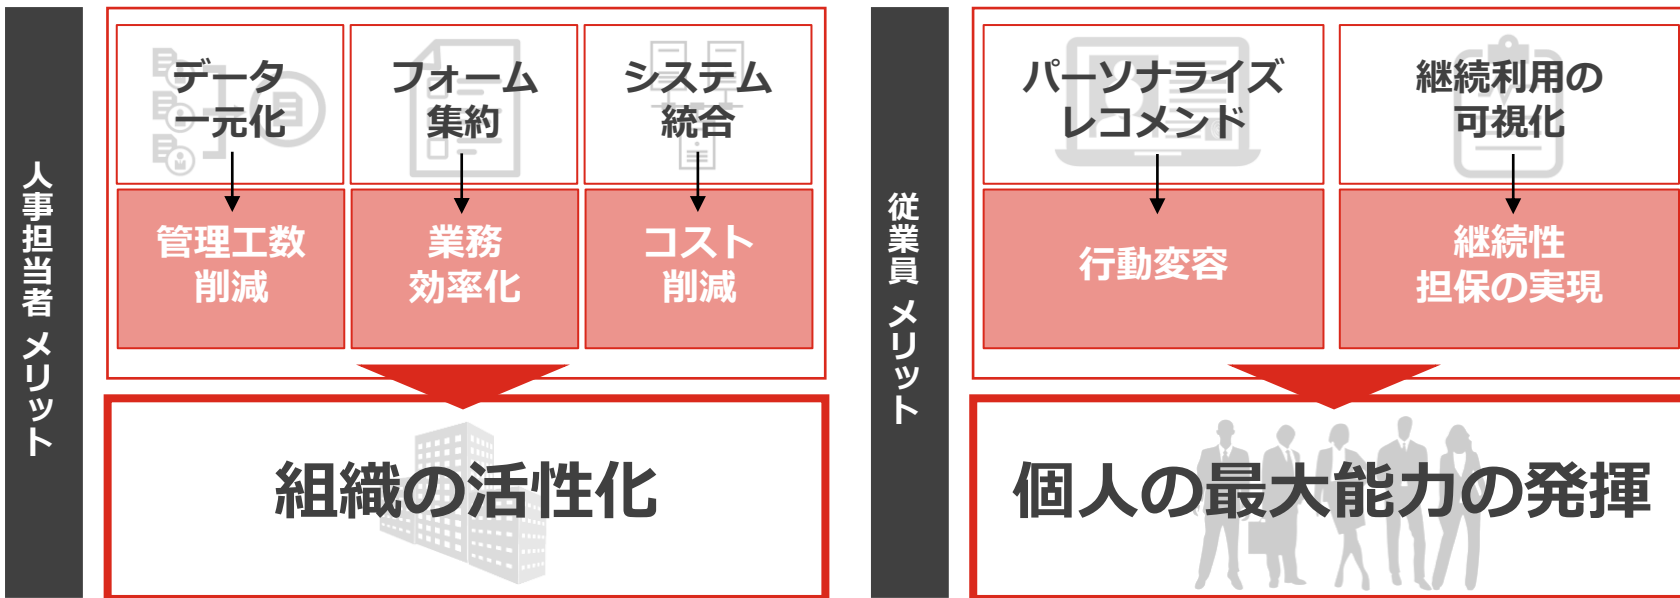 人事担当者 メリット
データ
一元化
フォーム
集約
システム
統合
管理工数
削減
業務
効率化
コスト
削減
組織の活性化
従業員 メリット
パーソナライズ
レコメンド
継続利用の
可視化
行動変容
継続性
担保の実現
個人の最大能力の発揮